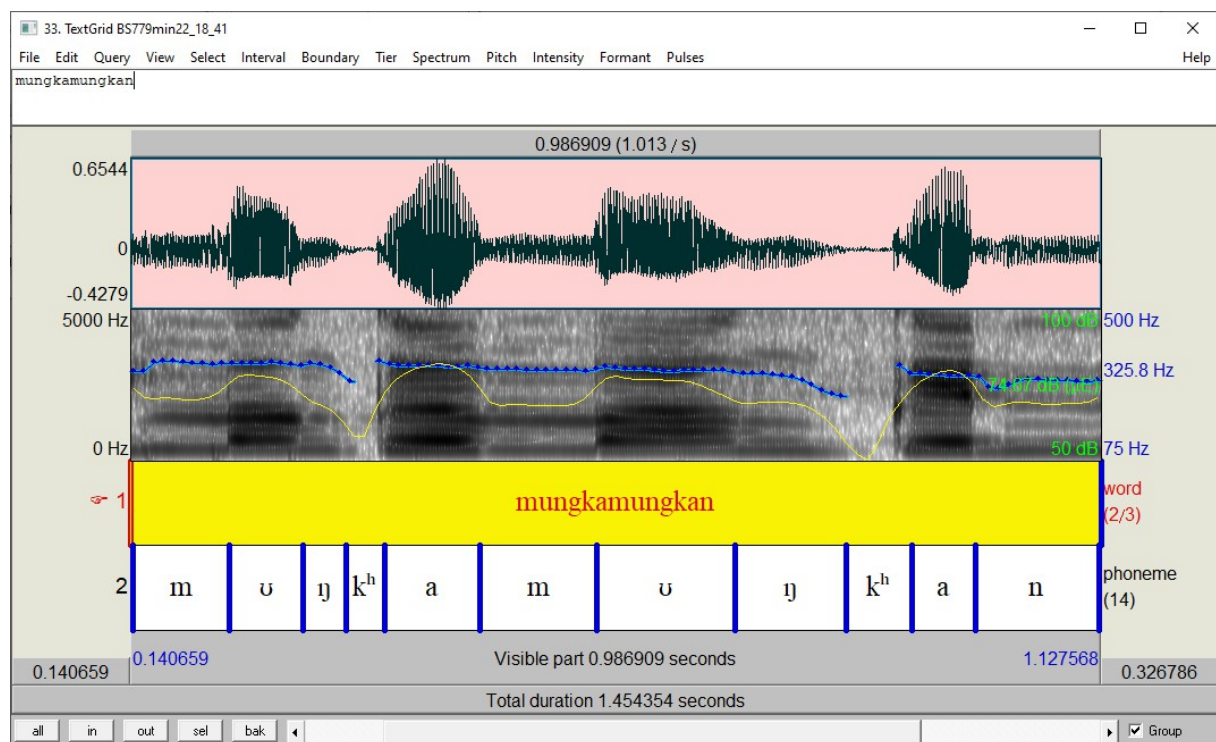 33. TextGrid BS779min22_18_41
File Edit Query View Select Interval Boundary Tier Spectrum Pitch Intensity Formant Pulses Help
mungkamungkan
0.986909 (1.013 / s)
0.6544
0
-0.4279
5000 Hz 100 dB 500 Hz
325.8 Hz
0 Hz 50 dB 75 Hz
1 mungkamungkan word
(2/3)
2 m ʊ ŋ kʰ a m ʊ ŋ kʰ a n phoneme
(14)
0.140659 Visible part 0.986909 seconds 1.127568
0.140659 0.326786
Total duration 1.454354 seconds
all in out sel bak Group